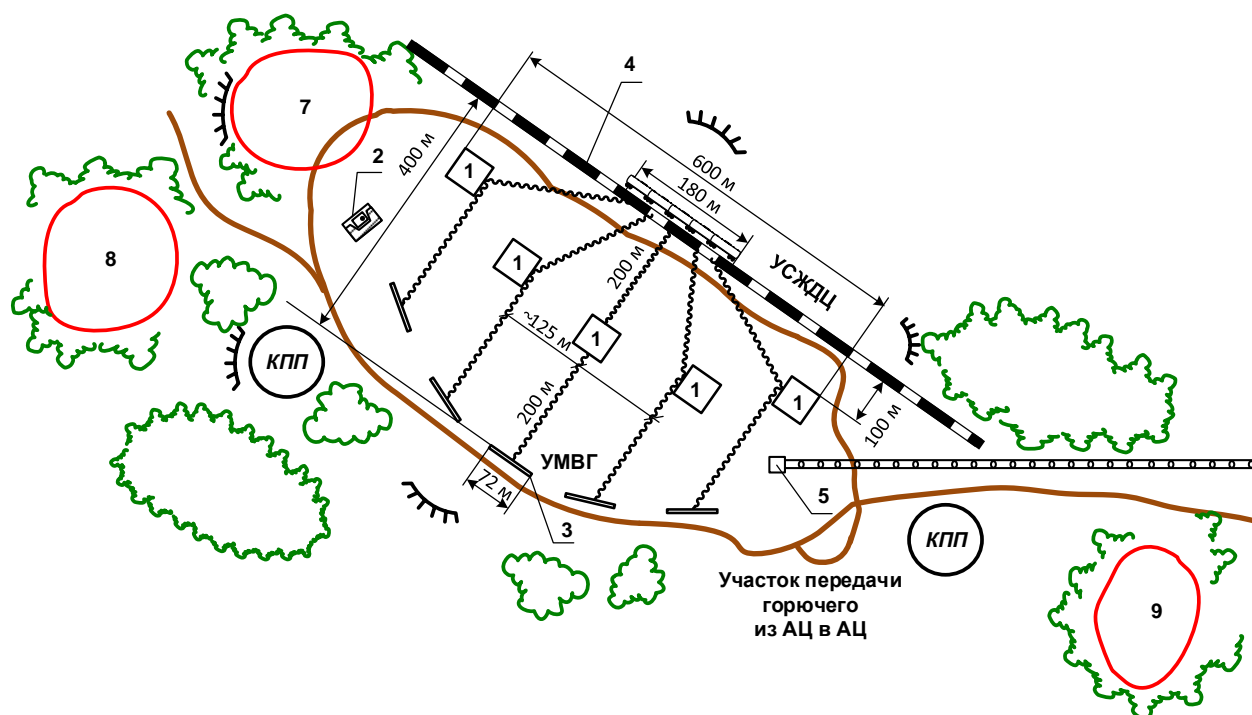 4
7
2
400 м
600 м
180 м
1
8
1
200 м
УСЖДЦ
~125 м
1
КПП
200 м
1
1
100 м
УМВГ
72 м
3
5
КПП
Участок передачи
горючего
из АЦ в АЦ
9